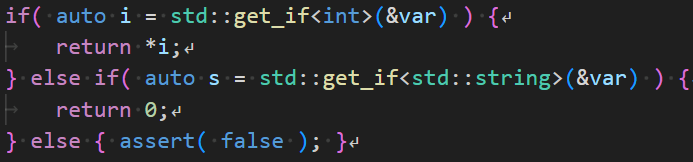 if( auto i = std::get_if<int>(&var) ) {
    return *i;
} else if( auto s = std::get_if<std::string>(&var) ) {
    return 0;
} else { assert( false ); }